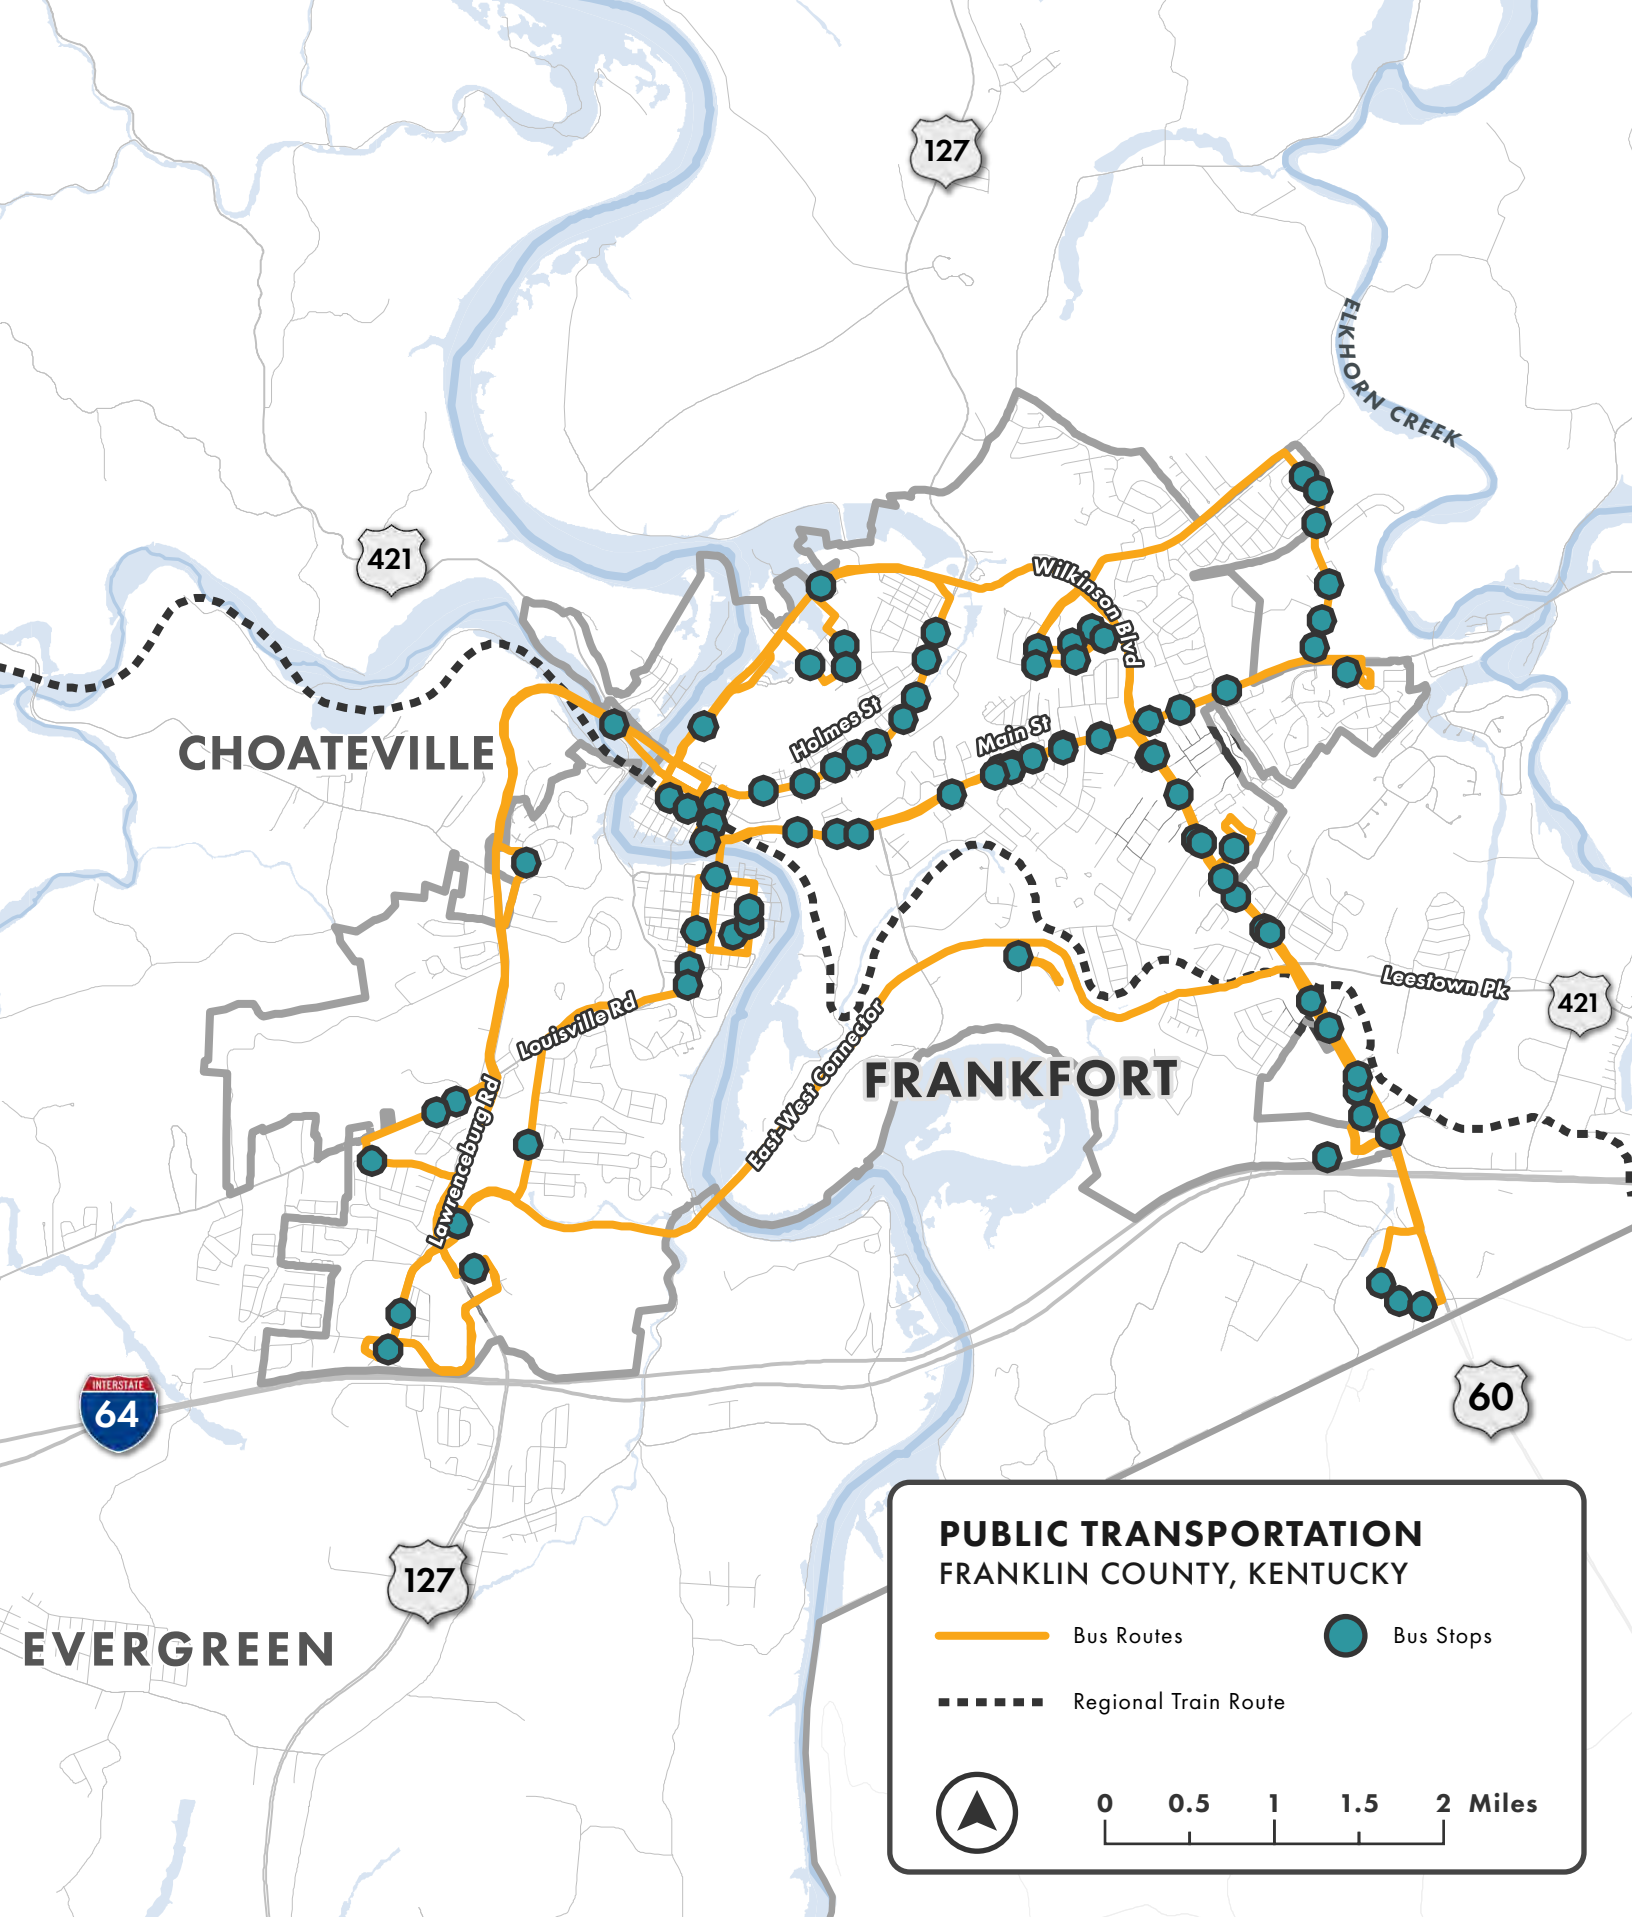 127
ELKHORN CREEK
421
Wilkinson Blvd
Holmes St
Main St
CHOATEVILLE
Leestown Pk
421
Louisville Rd
East-West Connector
FRANKFORT
Lawrenceburg Rd
INTERSTATE
64
60
127
EVERGREEN
PUBLIC TRANSPORTATION
FRANKLIN COUNTY, KENTUCKY
Bus Routes
Bus Stops
Regional Train Route
0 0.5 1 1.5 2 Miles